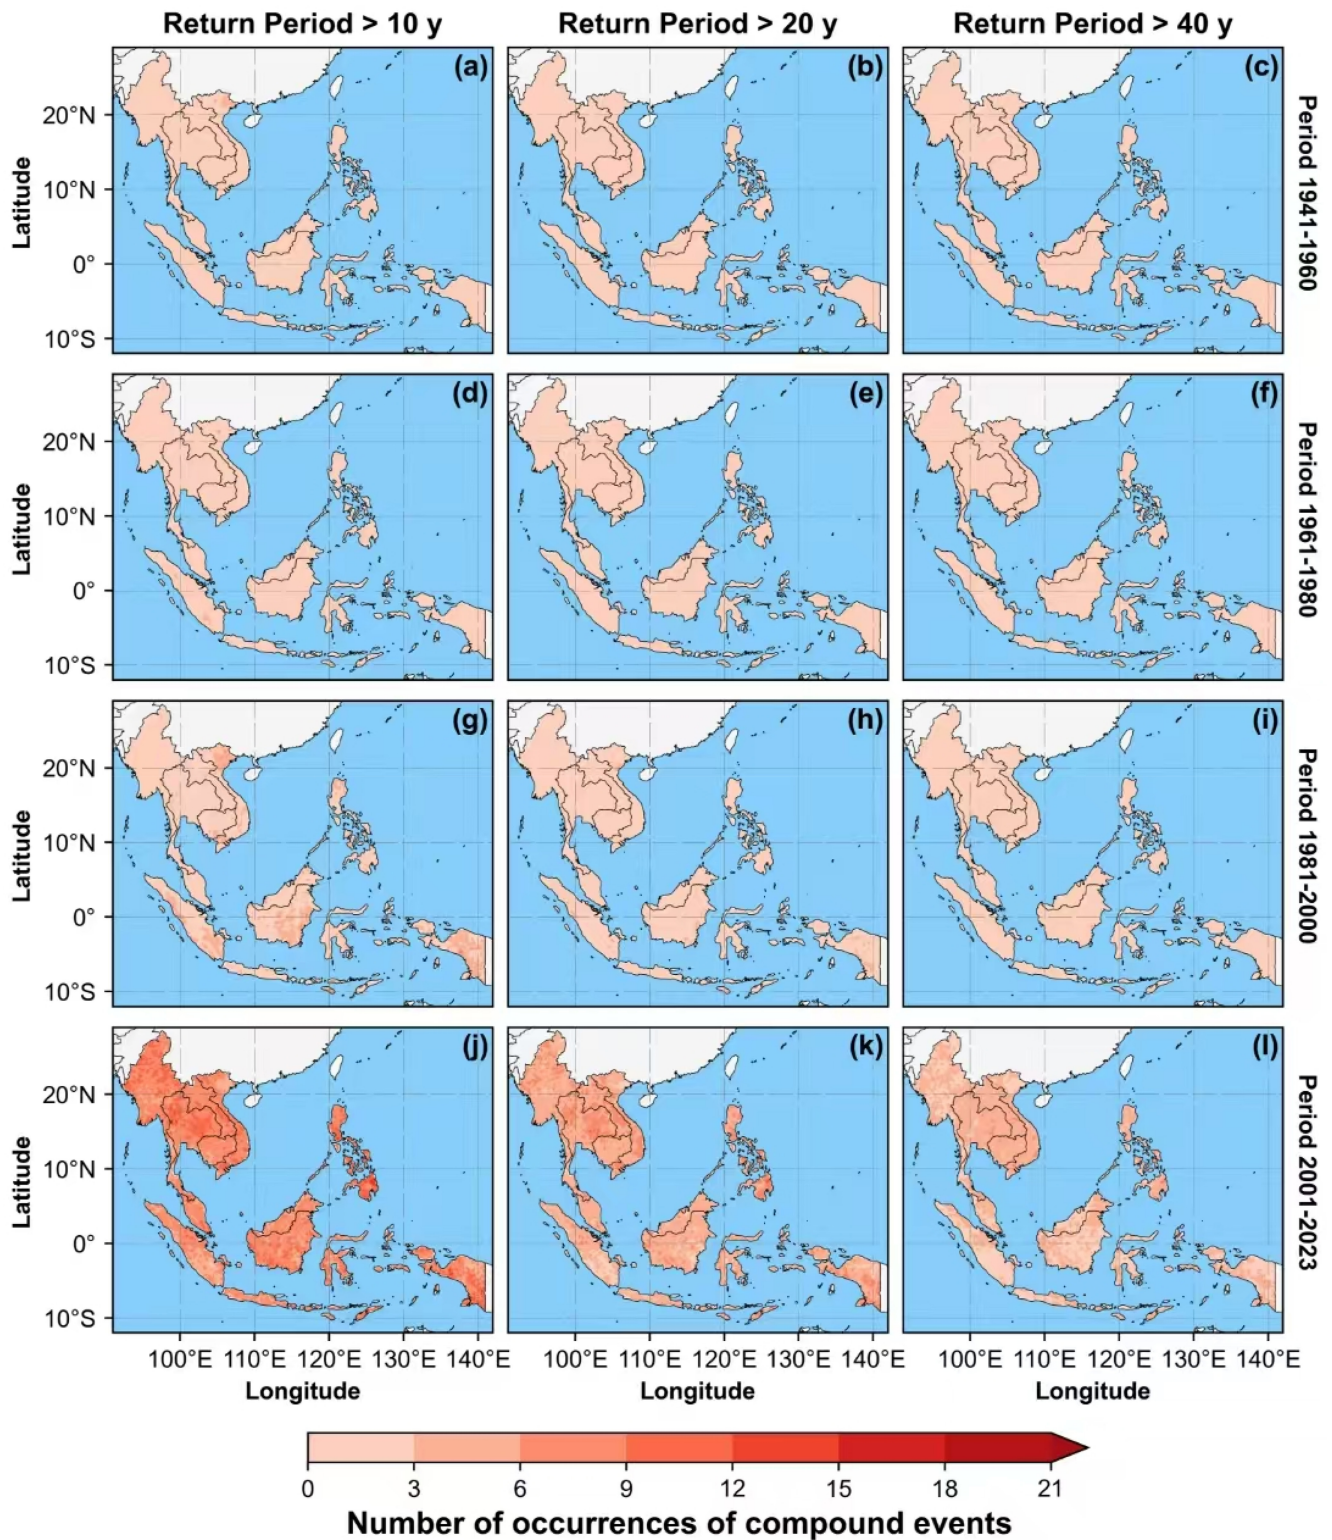 Return Period > 10 y Return Period > 20 y Return Period > 40 y
(a) (b) (c)
20°N
10°N
0°
10°S
Latitude
Period 1941-1960
(d) (e) (f)
20°N
10°N
0°
10°S
Latitude
Period 1961-1980
(g) (h) (i)
20°N
10°N
0°
10°S
Latitude
Period 1981-2000
(j) (k) (l)
20°N
10°N
0°
10°S
Latitude
Period 2001-2023
100°E 110°E 120°E 130°E 140°E 100°E 110°E 120°E 130°E 140°E 100°E 110°E 120°E 130°E 140°E
Longitude Longitude Longitude
0 3 6 9 12 15 18 21
Number of occurrences of compound events